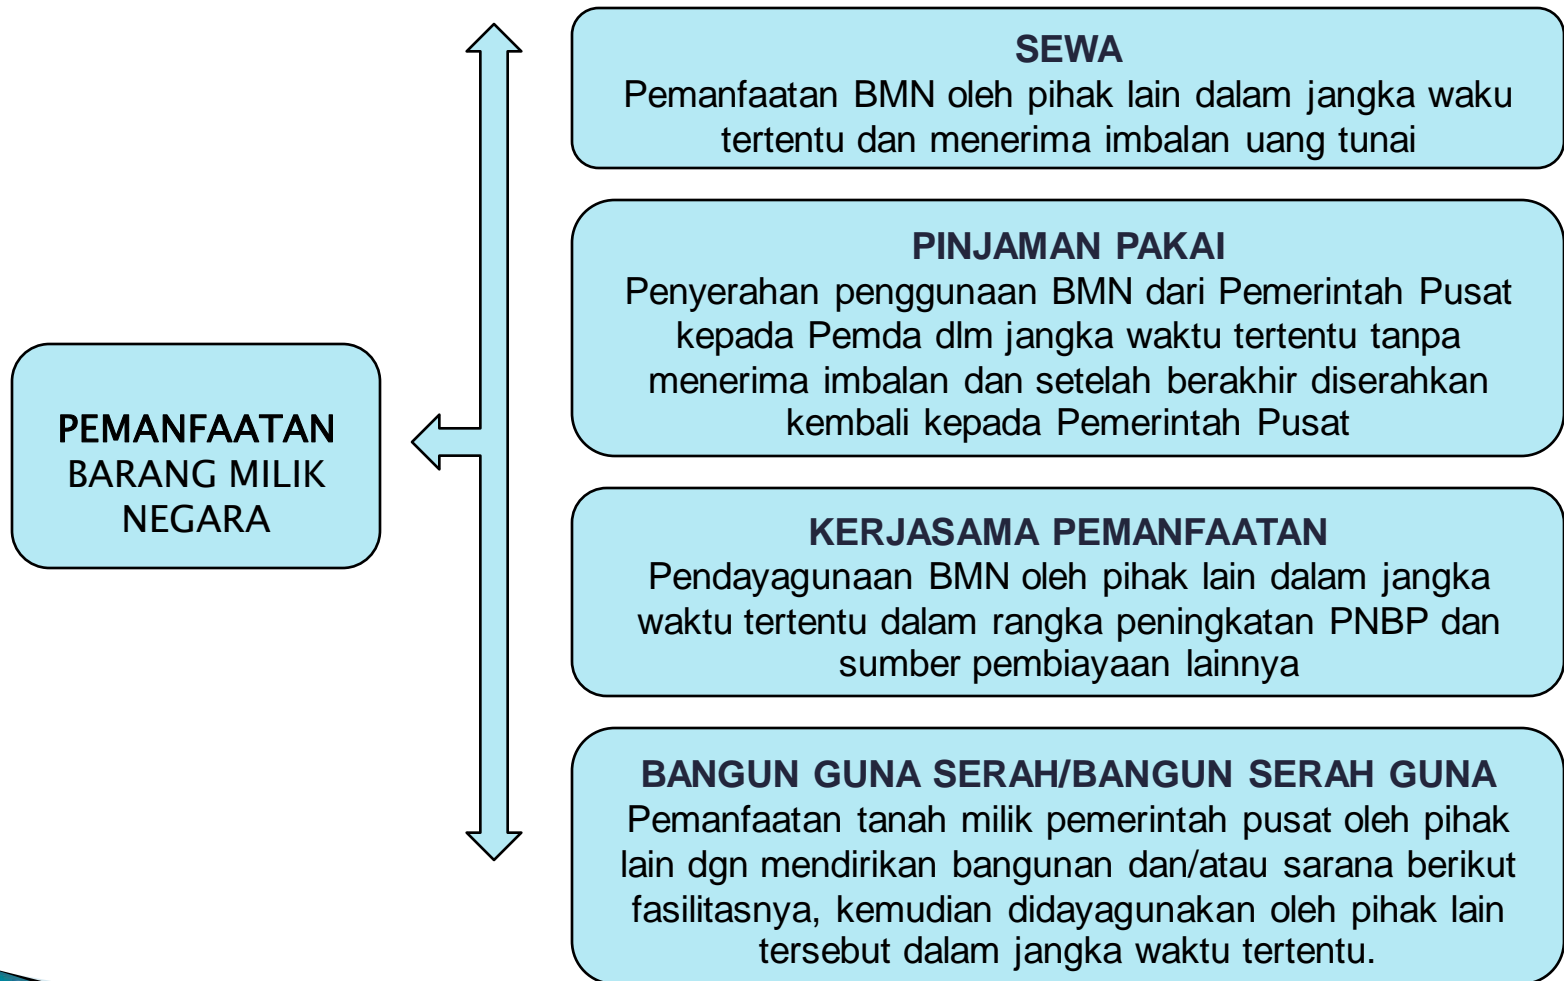 PEMANFAATAN
BARANG MILIK
NEGARA
SEWA
Pemanfaatan BMN oleh pihak lain dalam jangka waku
tertentu dan menerima imbalan uang tunai
PINJAMAN PAKAI
Penyerahan penggunaan BMN dari Pemerintah Pusat
kepada Pemda dlm jangka waktu tertentu tanpa
menerima imbalan dan setelah berakhir diserahkan
kembali kepada Pemerintah Pusat
KERJASAMA PEMANFAATAN
Pendayagunaan BMN oleh pihak lain dalam jangka
waktu tertentu dalam rangka peningkatan PNBP dan
sumber pembiayaan lainnya
BANGUN GUNA SERAH/BANGUN SERAH GUNA
Pemanfaatan tanah milik pemerintah pusat oleh pihak
lain dgn mendirikan bangunan dan/atau sarana berikut
fasilitasnya, kemudian didayagunakan oleh pihak lain
tersebut dalam jangka waktu tertentu.